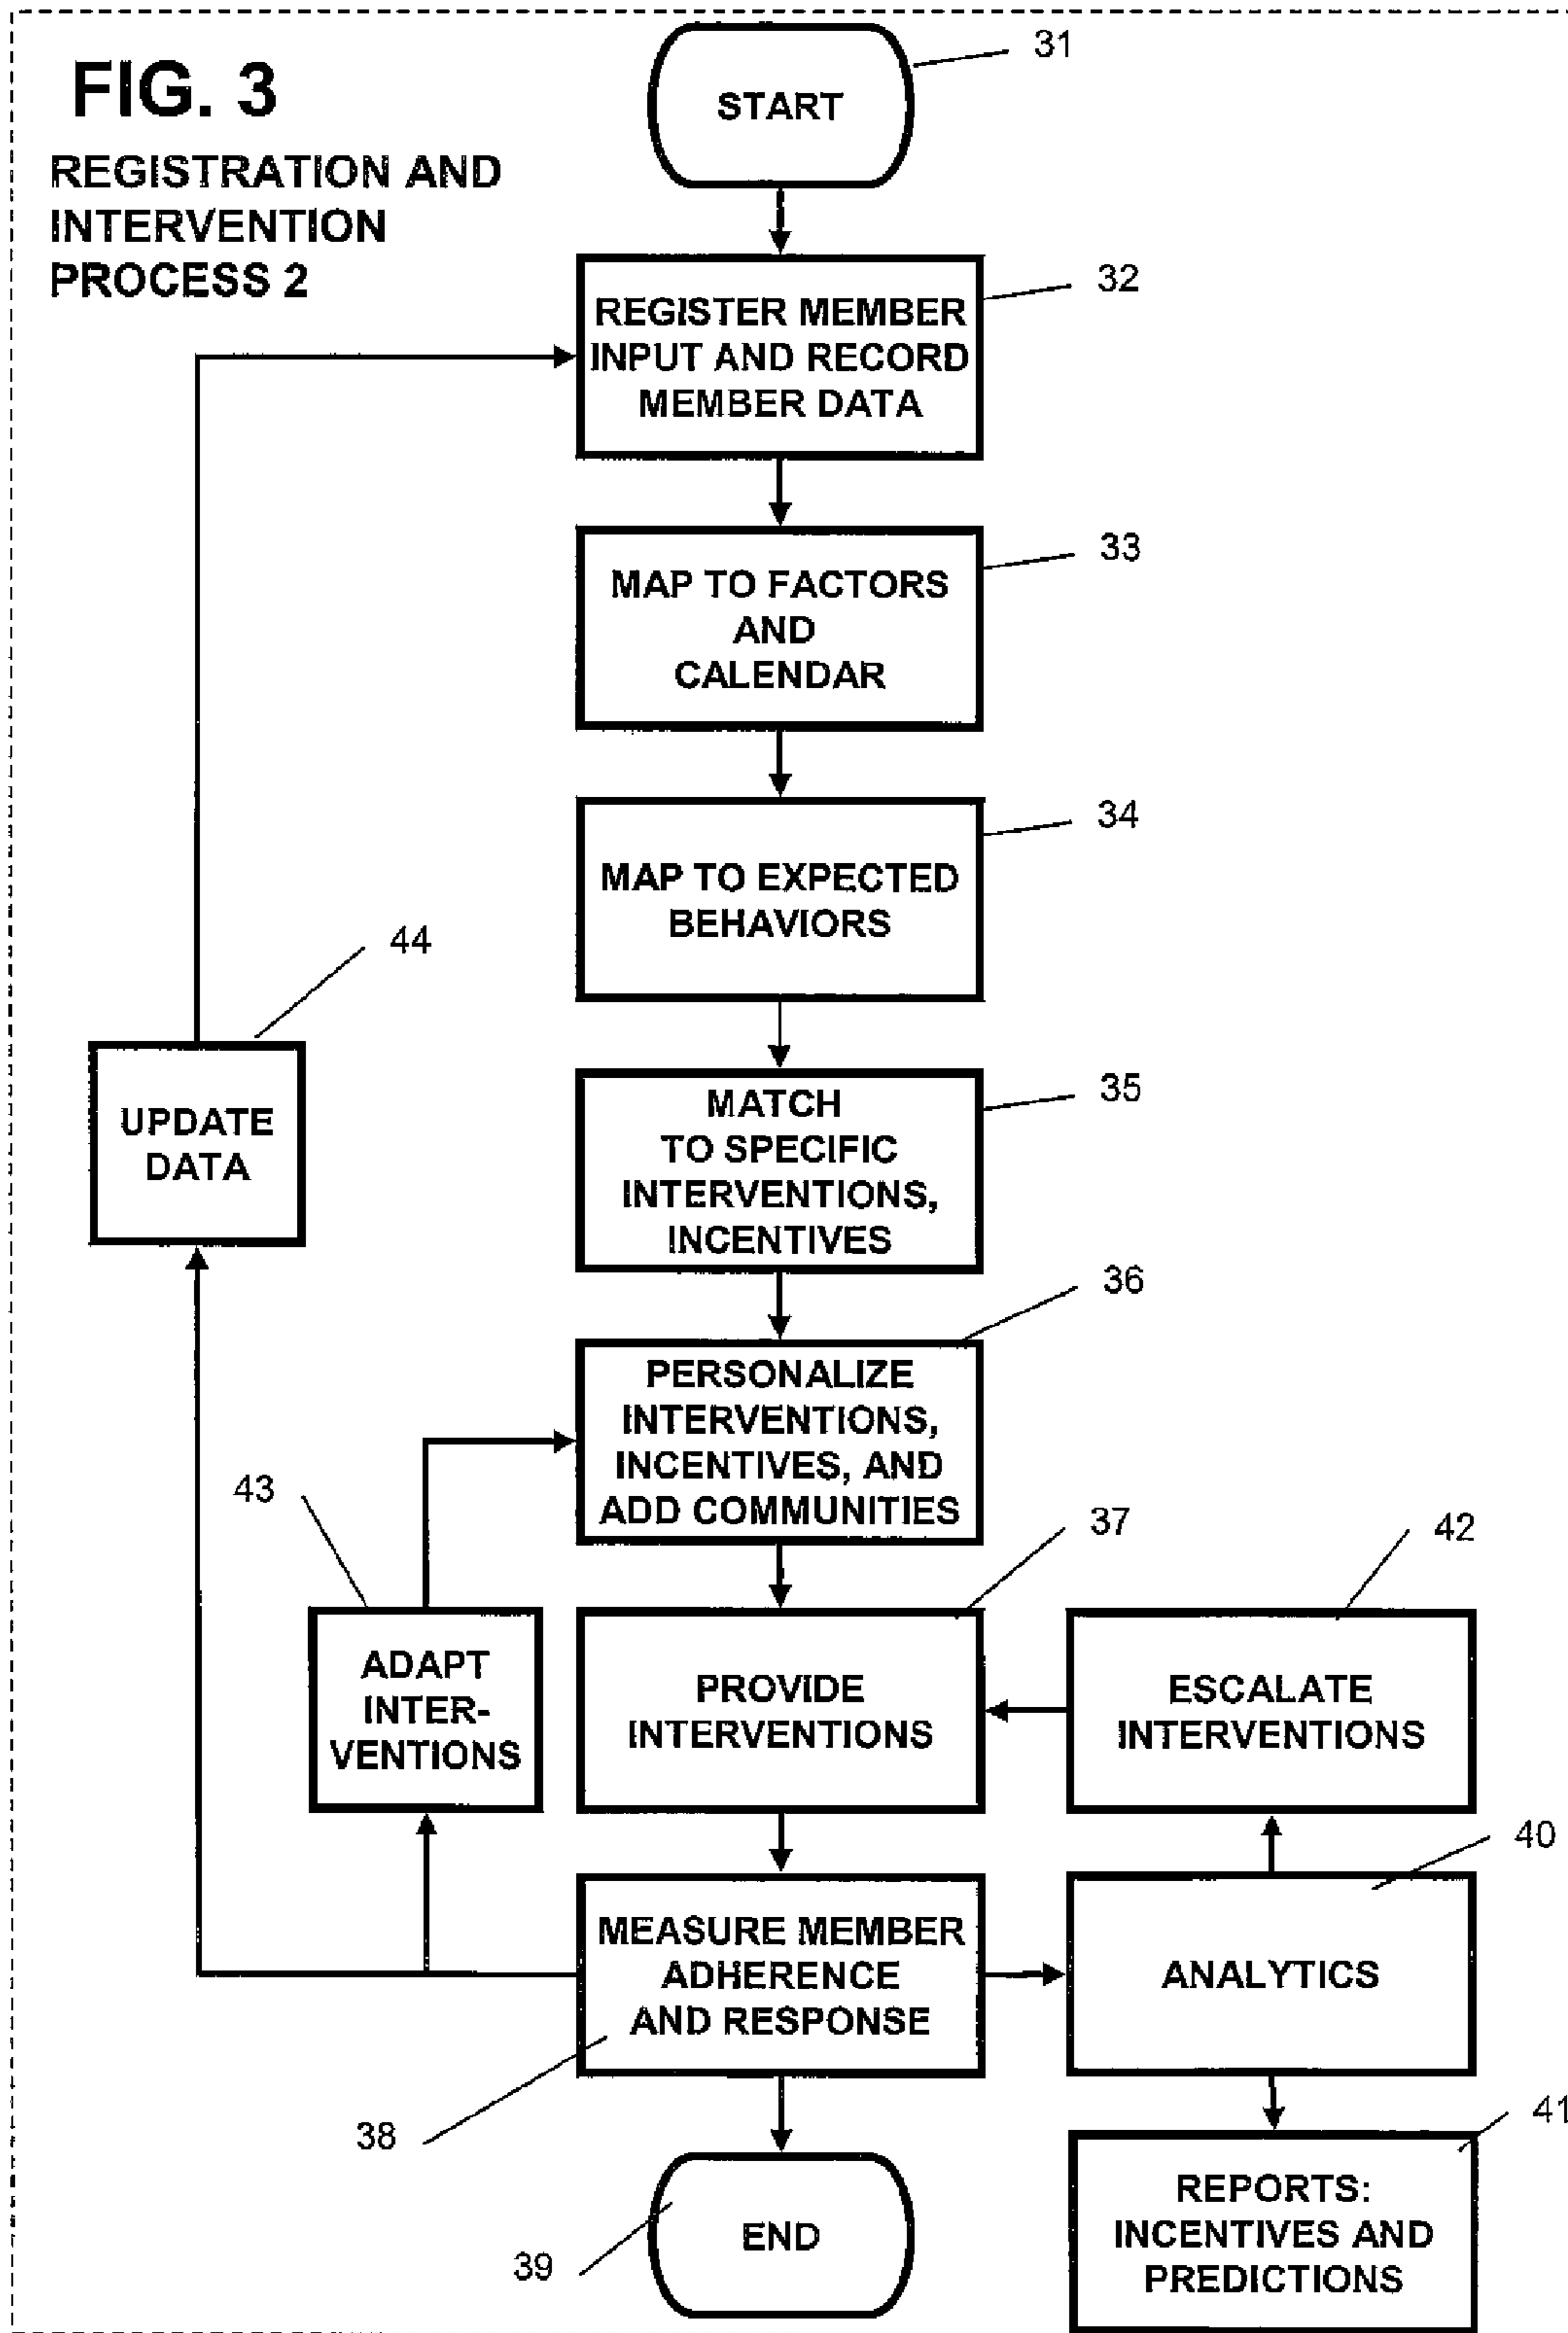 FIG. 3
REGISTRATION AND
INTERVENTION
PROCESS 2
31
START
32
REGISTER MEMBER
INPUT AND RECORD
MEMBER DATA
33
MAP TO FACTORS
AND
CALENDAR
34
MAP TO EXPECTED
BEHAVIORS
44
UPDATE
DATA
35
MATCH
TO SPECIFIC
INTERVENTIONS,
INCENTIVES
36
PERSONALIZE
INTERVENTIONS,
INCENTIVES, AND
ADD COMMUNITIES
43
ADAPT
INTER-
VENTIONS
37
PROVIDE
INTERVENTIONS
42
ESCALATE
INTERVENTIONS
38
MEASURE MEMBER
ADHERENCE
AND RESPONSE
40
ANALYTICS
39
END
41
REPORTS:
INCENTIVES AND
PREDICTIONS